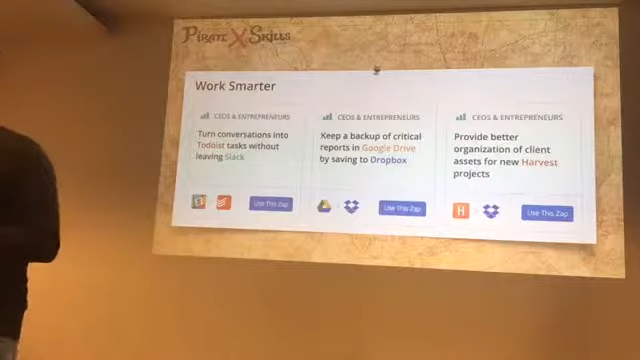 Pirate X Skills
Work Smarter
CEOS & ENTREPRENEURS
Turn conversations into
Todoist tasks without
leaving Slack
Use This Zap
CEOS & ENTREPRENEURS
Keep a backup of critical
reports in Google Drive
by saving to Dropbox
Use This Zap
CEOS & ENTREPRENEURS
Provide better
organization of client
assets for new Harvest
projects
H
Use This Zap